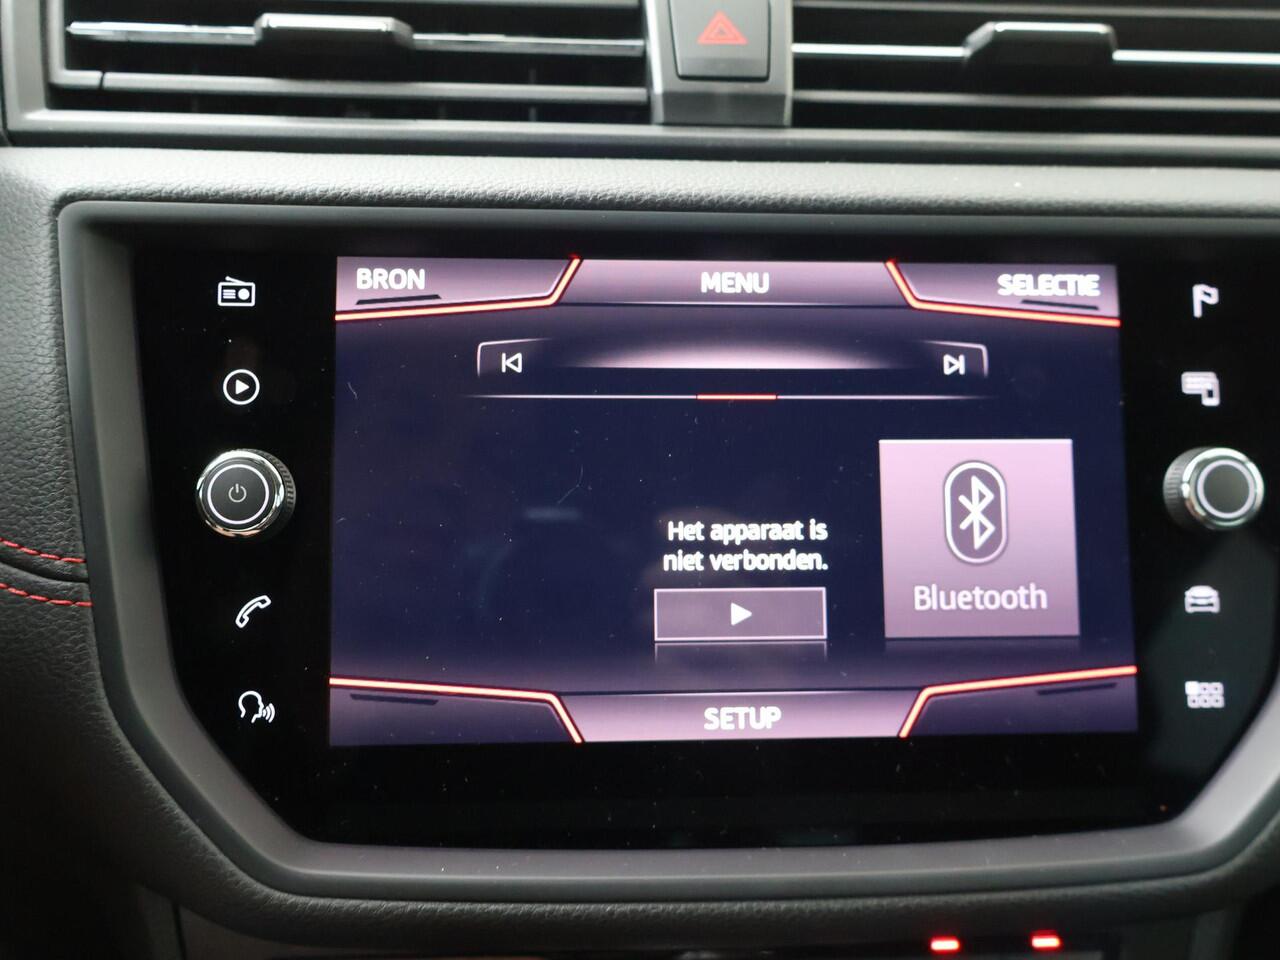 BRON
MENU
SELECTIE
Het apparaat is
niet verbonden.
Bluetooth
SETUP